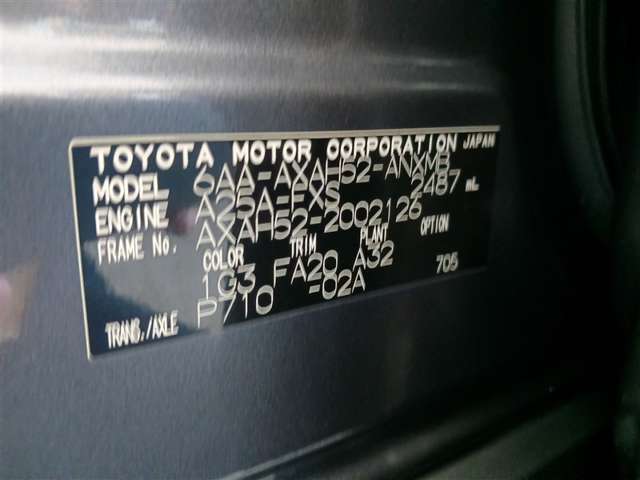 TOYOTA MOTOR CORPORATION JAPAN
MODEL 6AA-AXAH52-ANXMB
ENGINE A25A-FXS 2487 mL
FRAME No. AXAH52-2002126
COLOR TRIM PLANT OPTION
1G3 FA20 A32 705
TRANS./AXLE P710 -02A